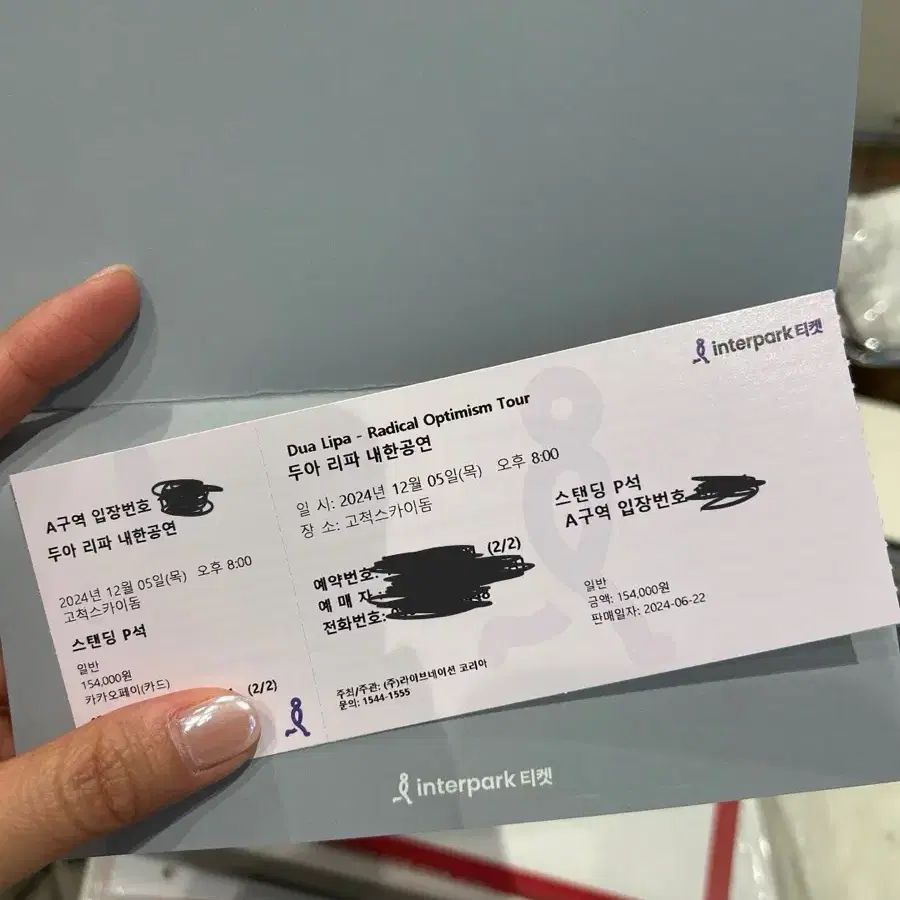 interpark 티켓
A구역 입장번호
두아 리파 내한공연
2024년 12월 05일(목) 오후 8:00
고척스카이돔
스탠딩 P석
일반
154,000원
카카오페이(카드)
(2/2)
Dua Lipa - Radical Optimism Tour
두아 리파 내한공연
일 시: 2024년 12월 05일(목) 오후 8:00
장 소: 고척스카이돔
예약번호: (2/2)
예 매 자
전화번호:
주최/주관: (주)라이브네이션 코리아
문의: 1544-1555
스탠딩 P석
A구역 입장번호
일반
금액: 154,000원
판매일자: 2024-06-22
interpark 티켓